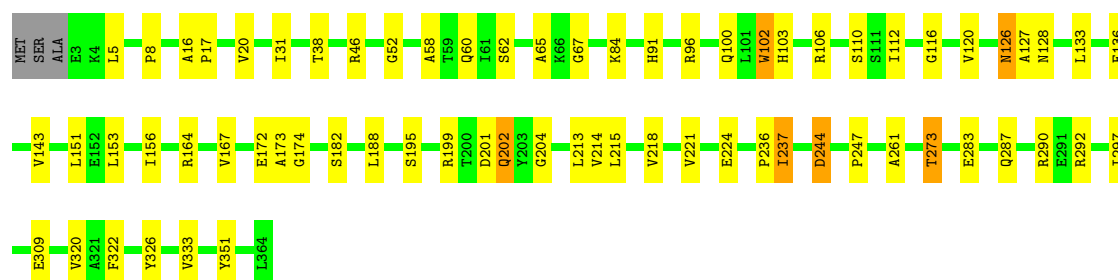 MET SER ALA E3 K4 L5 P8 A16 P17 V20 I31 T38 R46 G52 A58 T59 Q60 I61 S62 A65 K66 G67 K84 H91 R96 Q100 L101 W102 H103 R106 S110 S111 I112 G116 V120 N126 A127 N128 L133 E136
V143 L151 E152 L153 I156 R164 V167 E172 A173 G174 S182 L188 S195 R199 T200 D201 Q202 Y203 G204 L213 V214 L215 V218 V221 E224 P236 I237 D244 P247 A261 T273 E283 Q287 R290 E291 R292
E309 V320 A321 F322 Y326 V333 Y351 L364